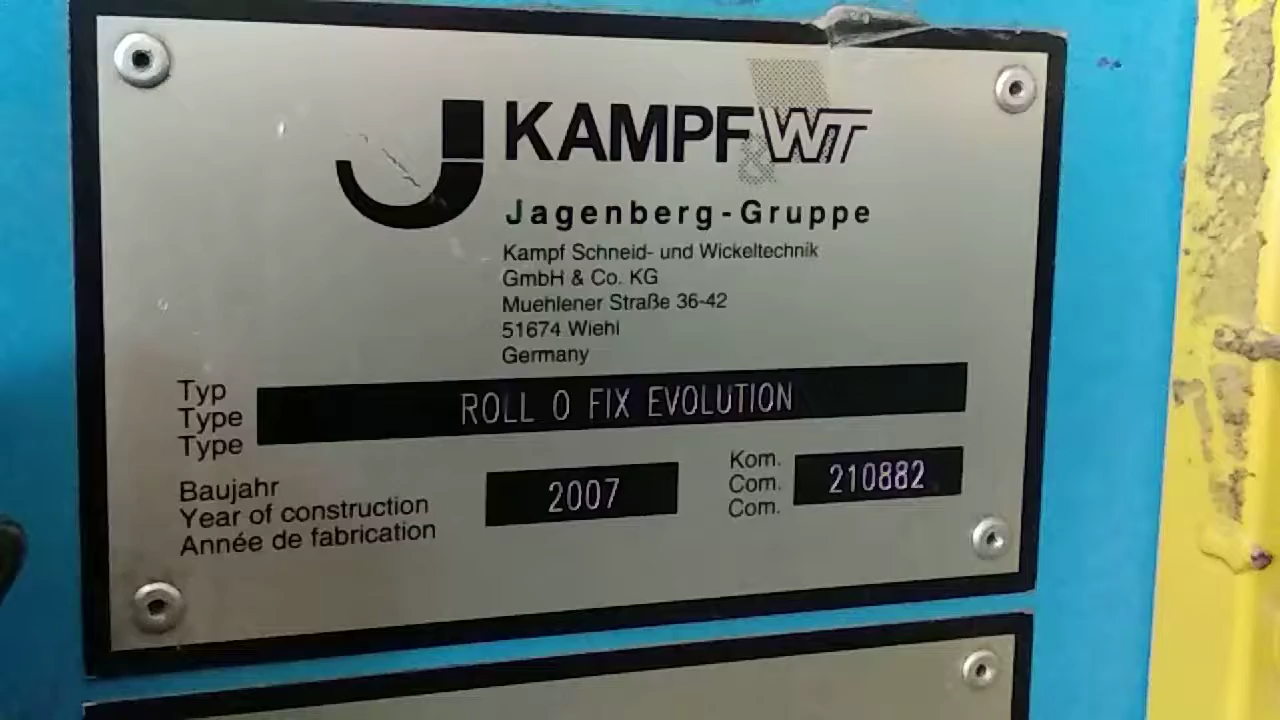 KAMPF & WT
Jagenberg-Gruppe
Kampf Schneid- und Wickeltechnik
GmbH & Co. KG
Muehlener Straße 36-42
51674 Wiehl
Germany
Typ
Type
Type
ROLL O FIX EVOLUTION
Baujahr
Year of construction
Année de fabrication
2007
Kom.
Com.
Com.
210882